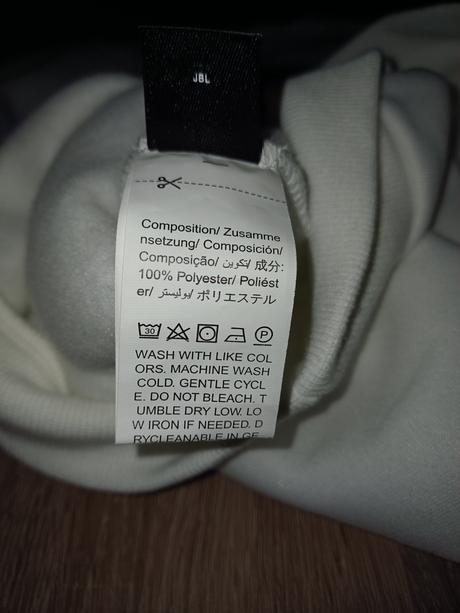 JBL
Composition/ Zusamme
nsetzung/ Composición/
Composição/ تكوين/ 成分:
100% Polyester/ Poliést
er/ بوليستر/ ポリエステル
30 P
WASH WITH LIKE COL
ORS. MACHINE WASH
COLD. GENTLE CYCL
E. DO NOT BLEACH. T
UMBLE DRY LOW. LO
W IRON IF NEEDED. D
RYCLEANABLE IN GE